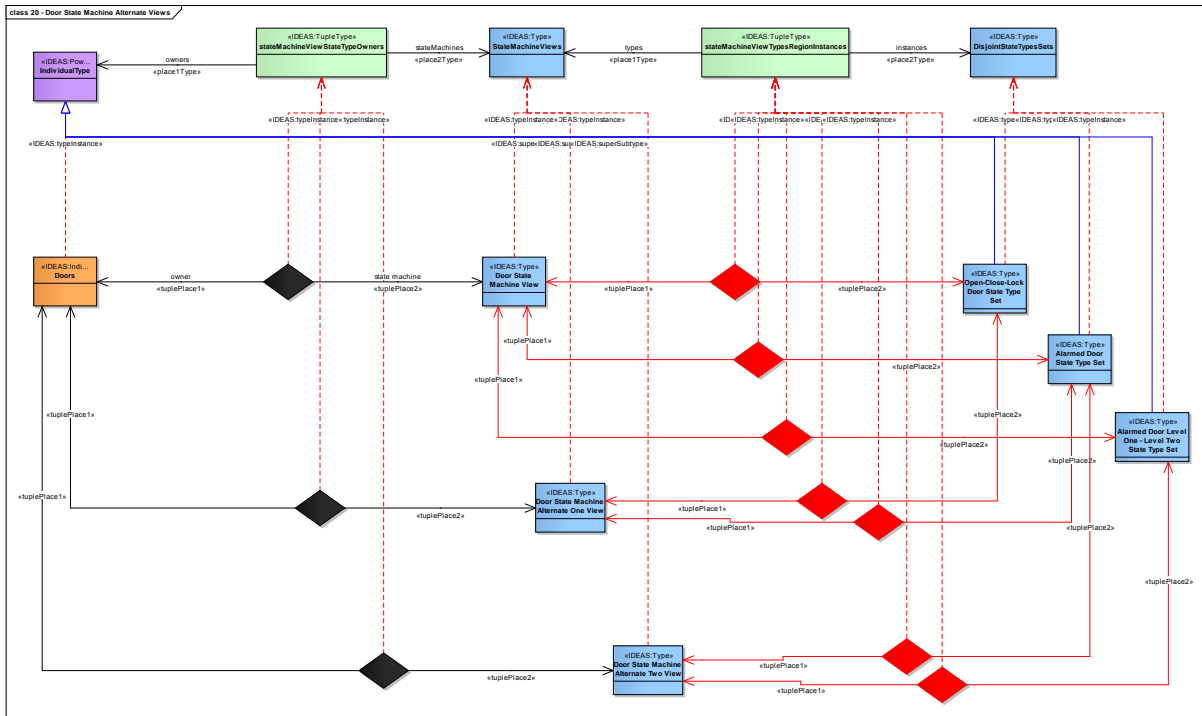 class 20 - Door State Machine Alternate Views
«IDEAS:Pow...
IndividualType
owners
«place1Type»
«IDEAS:TupleType»
stateMachineViewStateTypeOwners
stateMachines
«place2Type»
«IDEAS:Type»
StateMachineViews
types
«place1Type»
«IDEAS:TupleType»
stateMachineViewTypesRegionInstances
instances
«place2Type»
«IDEAS:Type»
DisjointStateTypesSets
«IDEAS:typeInstance»
«IDEAS:typeInstance»
«IDEAS:typeInstance»
«IDEAS:typeInstance»
«IDEAS:typeInstance»
«IDEAS:superSubtype»
«IDEAS:Indi...
Doors
owner
«tuplePlace1»
state machine
«tuplePlace2»
«IDEAS:Type»
Door State
Machine View
«tuplePlace1»
«tuplePlace2»
«IDEAS:Type»
Open-Close-Lock
Door State Type
Set
«tuplePlace1»
«tuplePlace2»
«IDEAS:Type»
Alarmed Door
State Type Set
«tuplePlace1»
«tuplePlace2»
«IDEAS:Type»
Alarmed Door Level
One - Level Two
State Type Set
«tuplePlace1»
«tuplePlace2»
«tuplePlace2»
«tuplePlace1»
«tuplePlace2»
«IDEAS:Type»
Door State Machine
Alternate One View
«tuplePlace1»
«tuplePlace1»
«tuplePlace2»
«tuplePlace2»
«tuplePlace2»
«IDEAS:Type»
Door State Machine
Alternate Two View
«tuplePlace1»
«tuplePlace1»